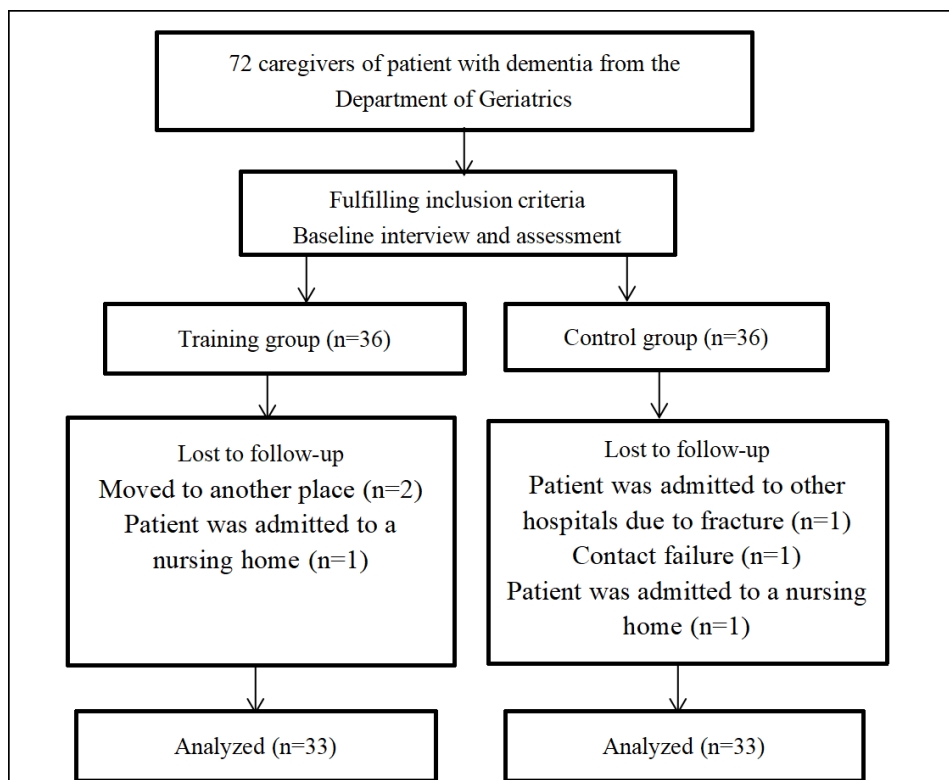 72 caregivers of patient with dementia from the
Department of Geriatrics
Fulfilling inclusion criteria
Baseline interview and assessment
Training group (n=36)
Control group (n=36)
Lost to follow-up
Moved to another place (n=2)
Patient was admitted to a
nursing home (n=1)
Lost to follow-up
Patient was admitted to other
hospitals due to fracture (n=1)
Contact failure (n=1)
Patient was admitted to a nursing
home (n=1)
Analyzed (n=33)
Analyzed (n=33)